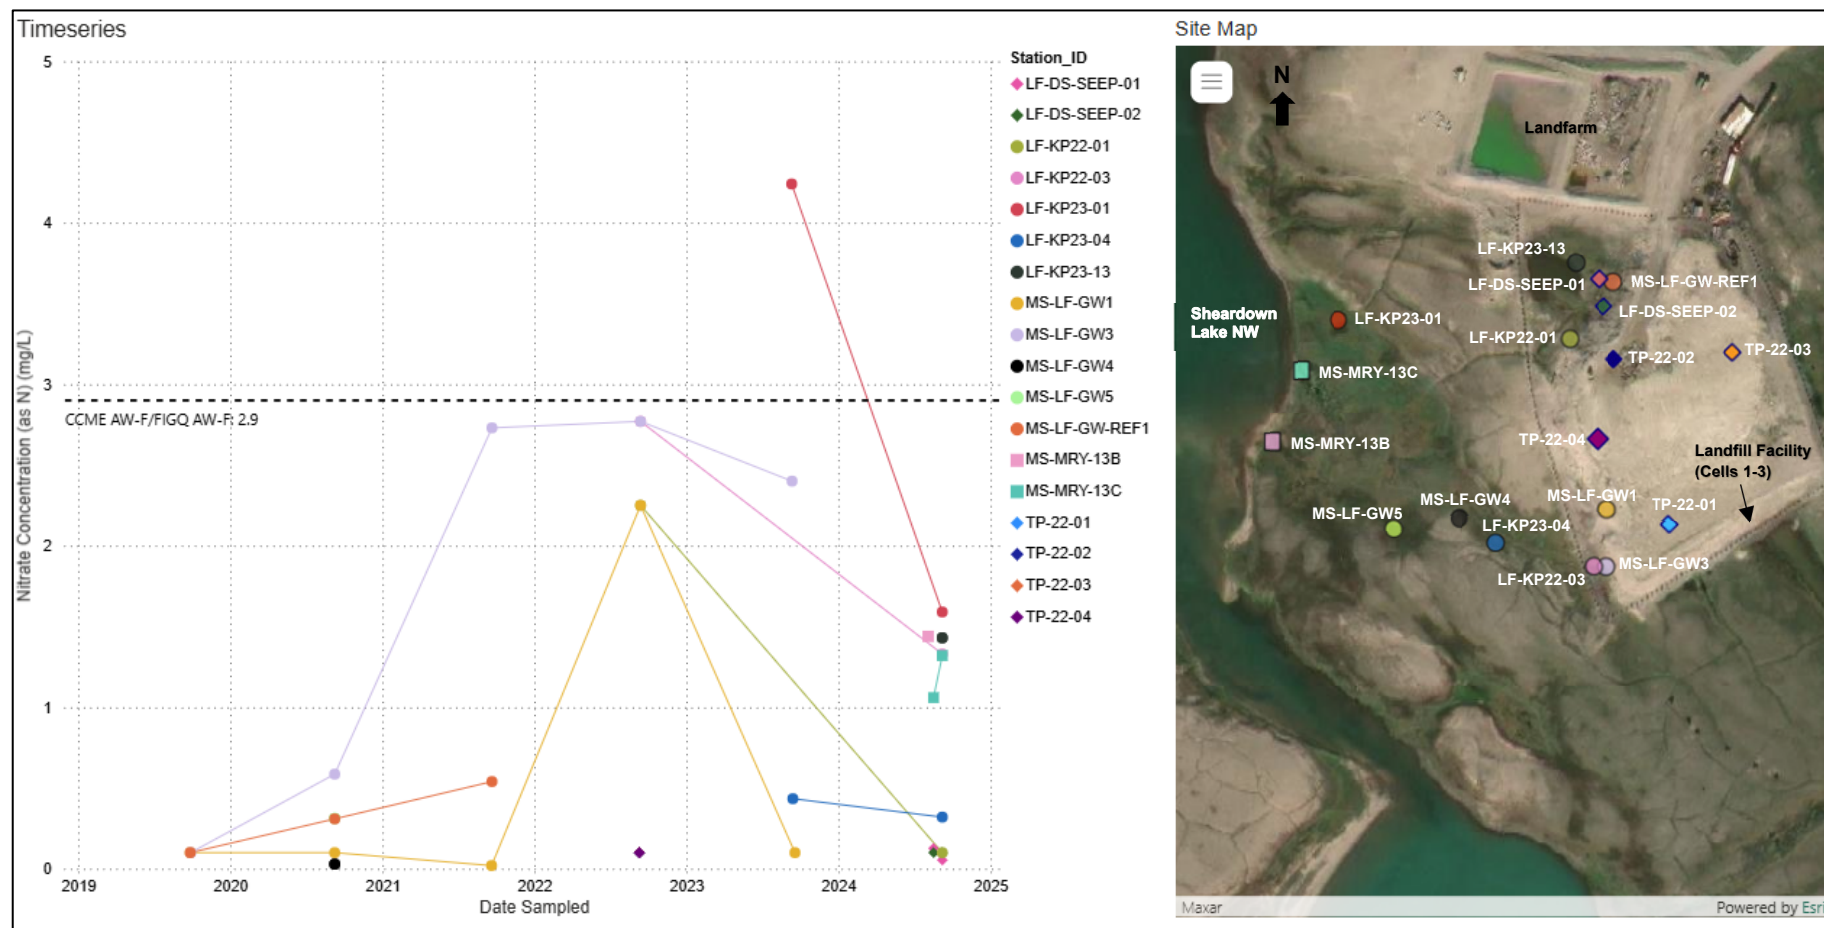 Timeseries
5
4
3
2
1
0
Nitrate Concentration (as N) (mg/L)
CCME AW-F/FIGQ AW-F: 2.9
2019
2020
2021
2022
2023
2024
2025
Date Sampled
Station_ID
LF-DS-SEEP-01
LF-DS-SEEP-02
LF-KP22-01
LF-KP22-03
LF-KP23-01
LF-KP23-04
LF-KP23-13
MS-LF-GW1
MS-LF-GW3
MS-LF-GW4
MS-LF-GW5
MS-LF-GW-REF1
MS-MRY-13B
MS-MRY-13C
TP-22-01
TP-22-02
TP-22-03
TP-22-04
Site Map
N
Landfarm
LF-KP23-13
LF-DS-SEEP-01
MS-LF-GW-REF1
LF-DS-SEEP-02
Sheardown
Lake NW
LF-KP23-01
LF-KP22-01
TP-22-02
TP-22-03
MS-MRY-13C
MS-MRY-13B
TP-22-04
Landfill Facility
(Cells 1-3)
MS-LF-GW5
MS-LF-GW4
MS-LF-GW1
TP-22-01
LF-KP23-04
LF-KP22-03
MS-LF-GW3
Maxar
Powered by Esri